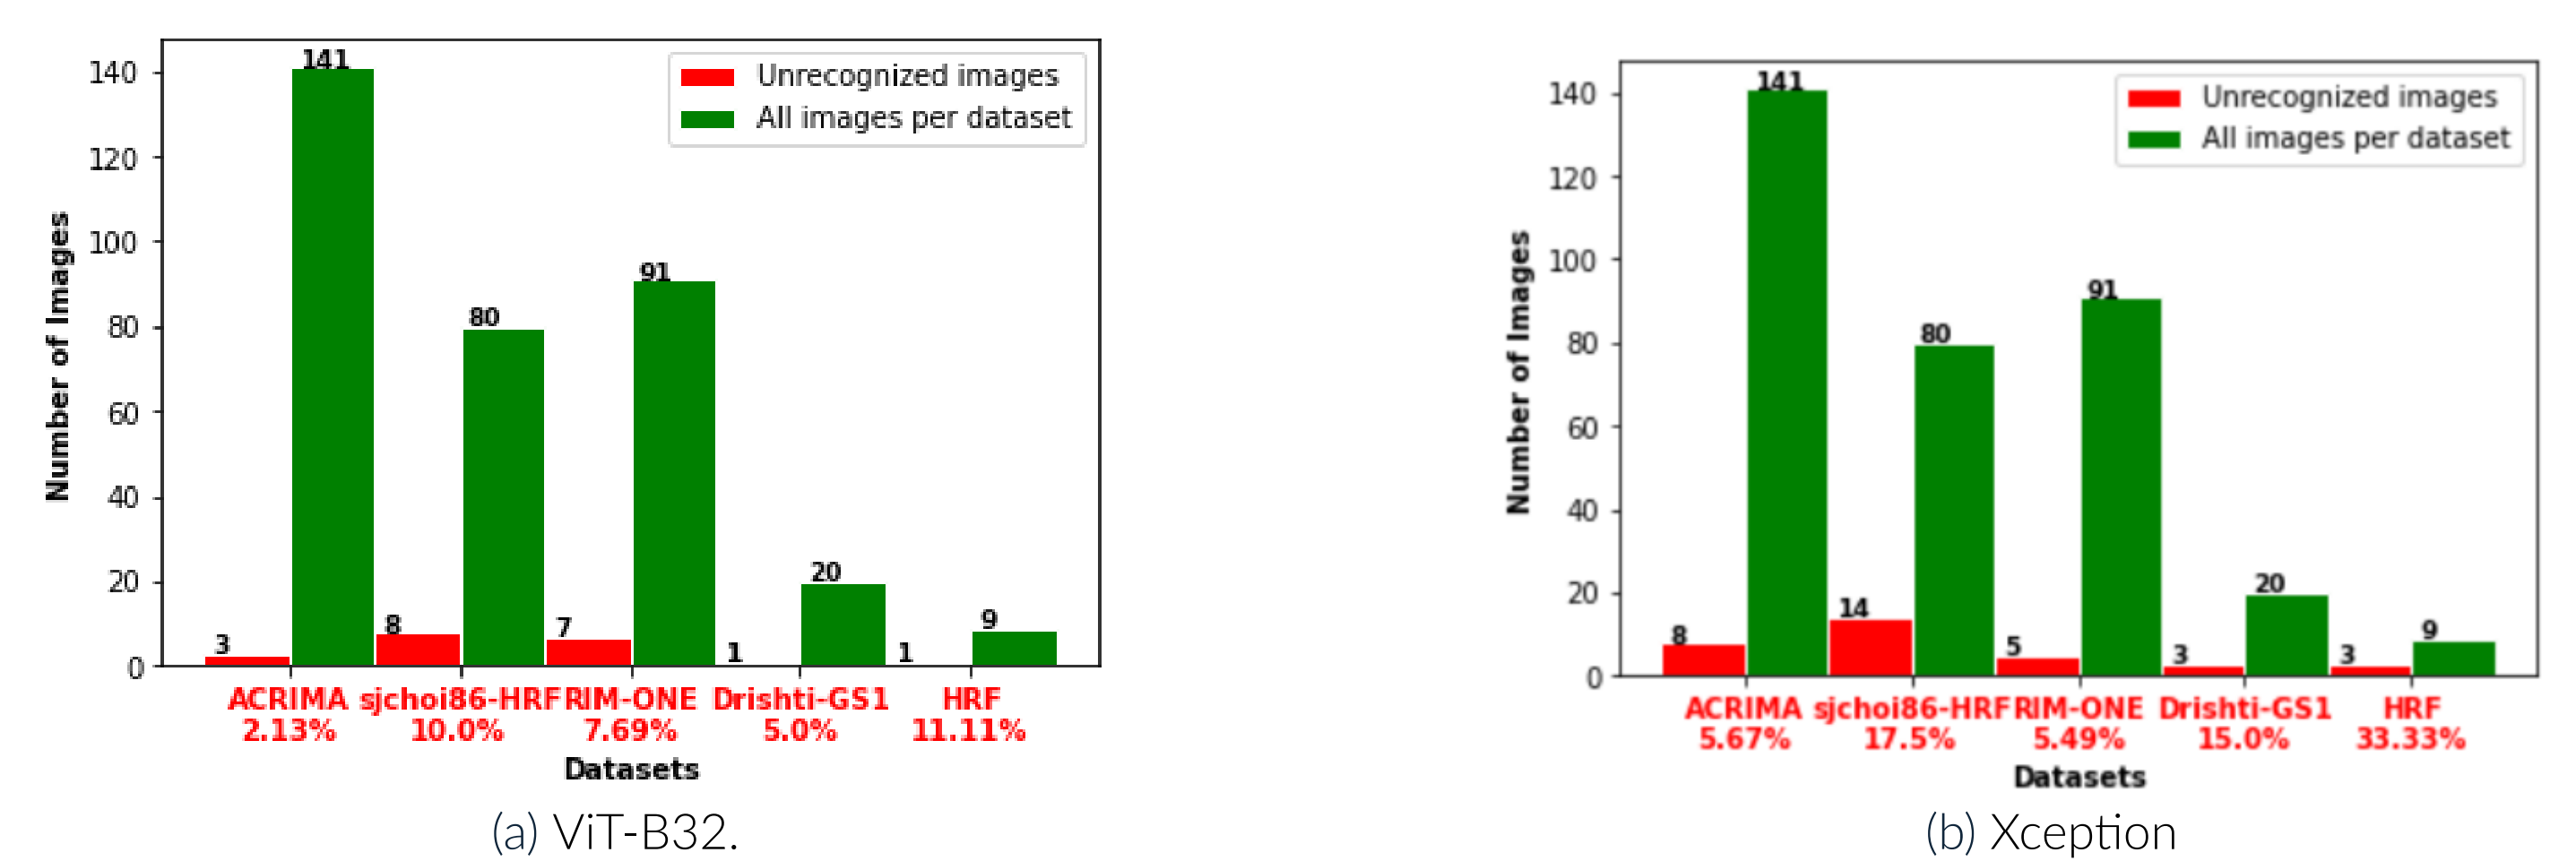 Unrecognized images
All images per dataset
Number of Images
140
120
100
80
60
40
20
0
3
141
8
80
7
91
1
20
1
9
ACRIMA sjchoi86-HRF RIM-ONE Drishti-GS1 HRF
2.13% 10.0% 7.69% 5.0% 11.11%
Datasets
(a) ViT-B32.
Unrecognized images
All images per dataset
Number of Images
140
120
100
80
60
40
20
0
8
141
14
80
5
91
3
20
3
9
ACRIMA sjchoi86-HRF RIM-ONE Drishti-GS1 HRF
5.67% 17.5% 5.49% 15.0% 33.33%
Datasets
(b) Xception